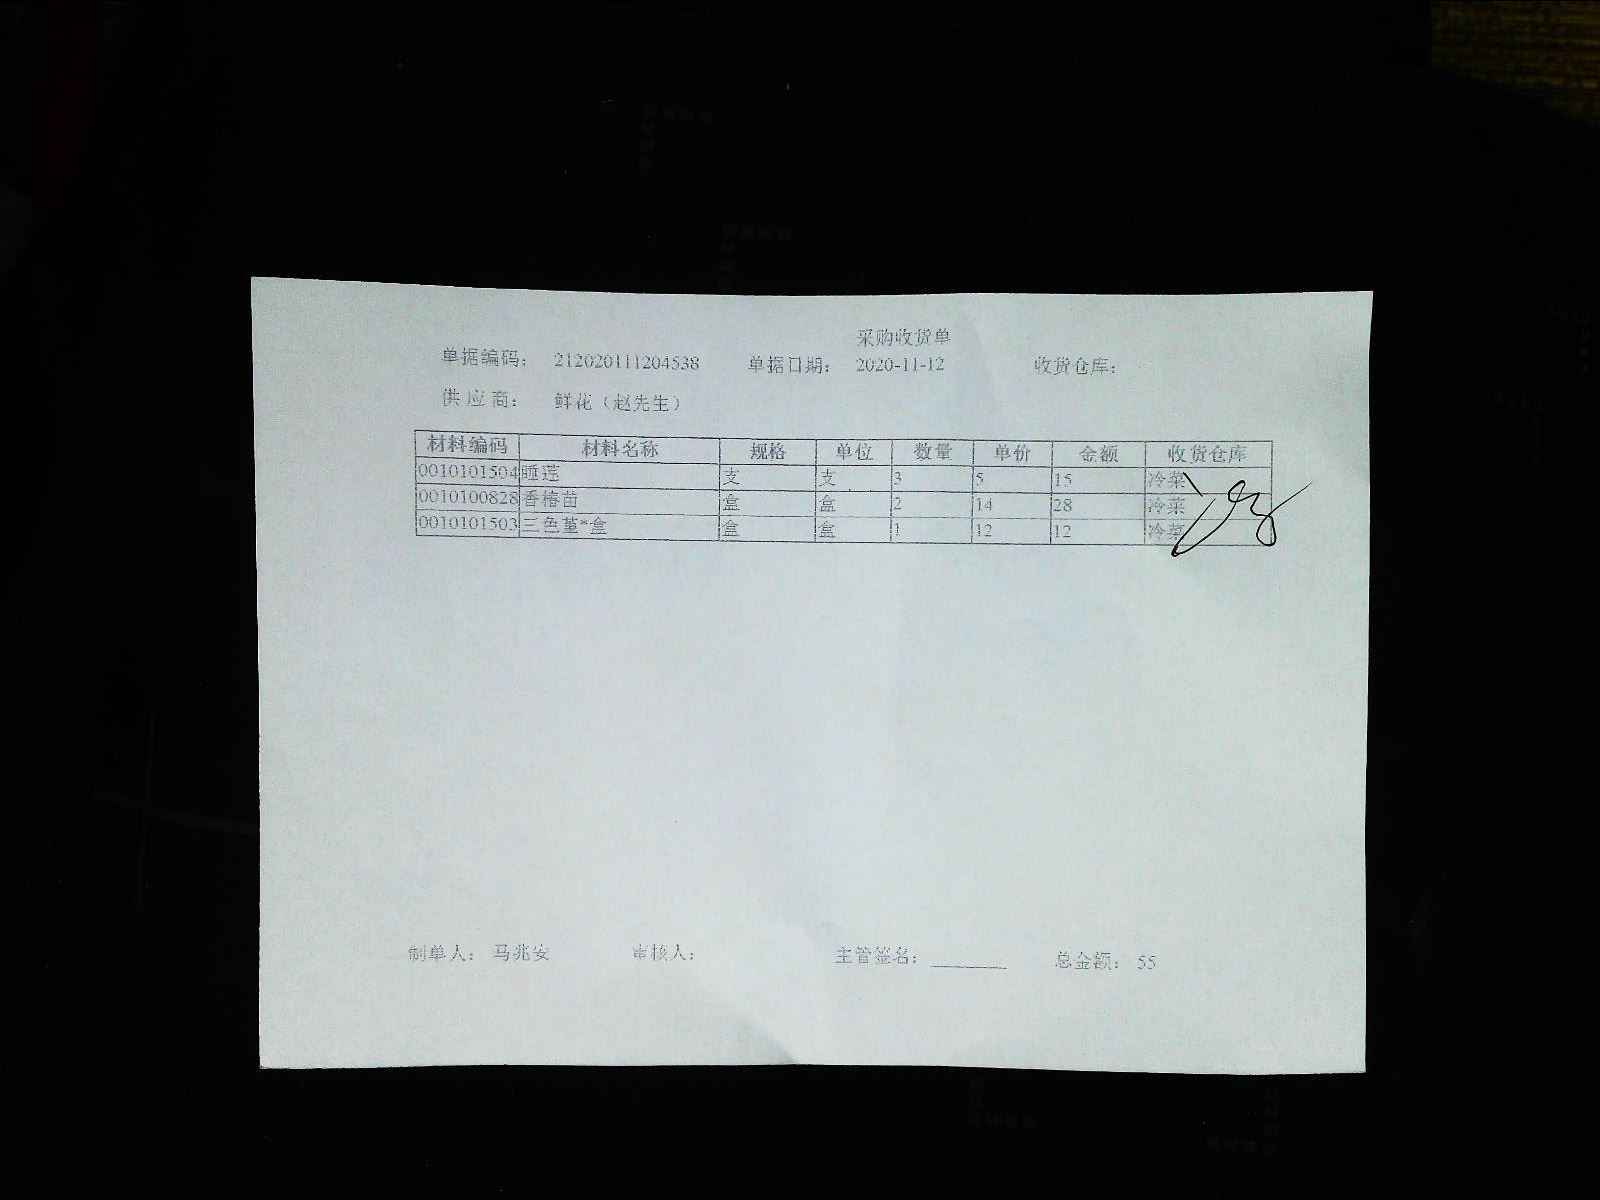 采购收货单
单据编码: 212020111204538 单据日期: 2020-11-12 收货仓库:
供应商: 鲜花（赵先生）
材料编码 材料名称 规格 单位 数量 单价 金额 收货仓库
0010101504 睡莲 支 支 3 5 15 冷菜
0010100828 香椿苗 盒 盒 2 14 28 冷菜
0010101503 三色堇*盒 盒 盒 1 12 12 冷菜
制单人: 马兆安 审核人: 主管签名: 总金额: 55